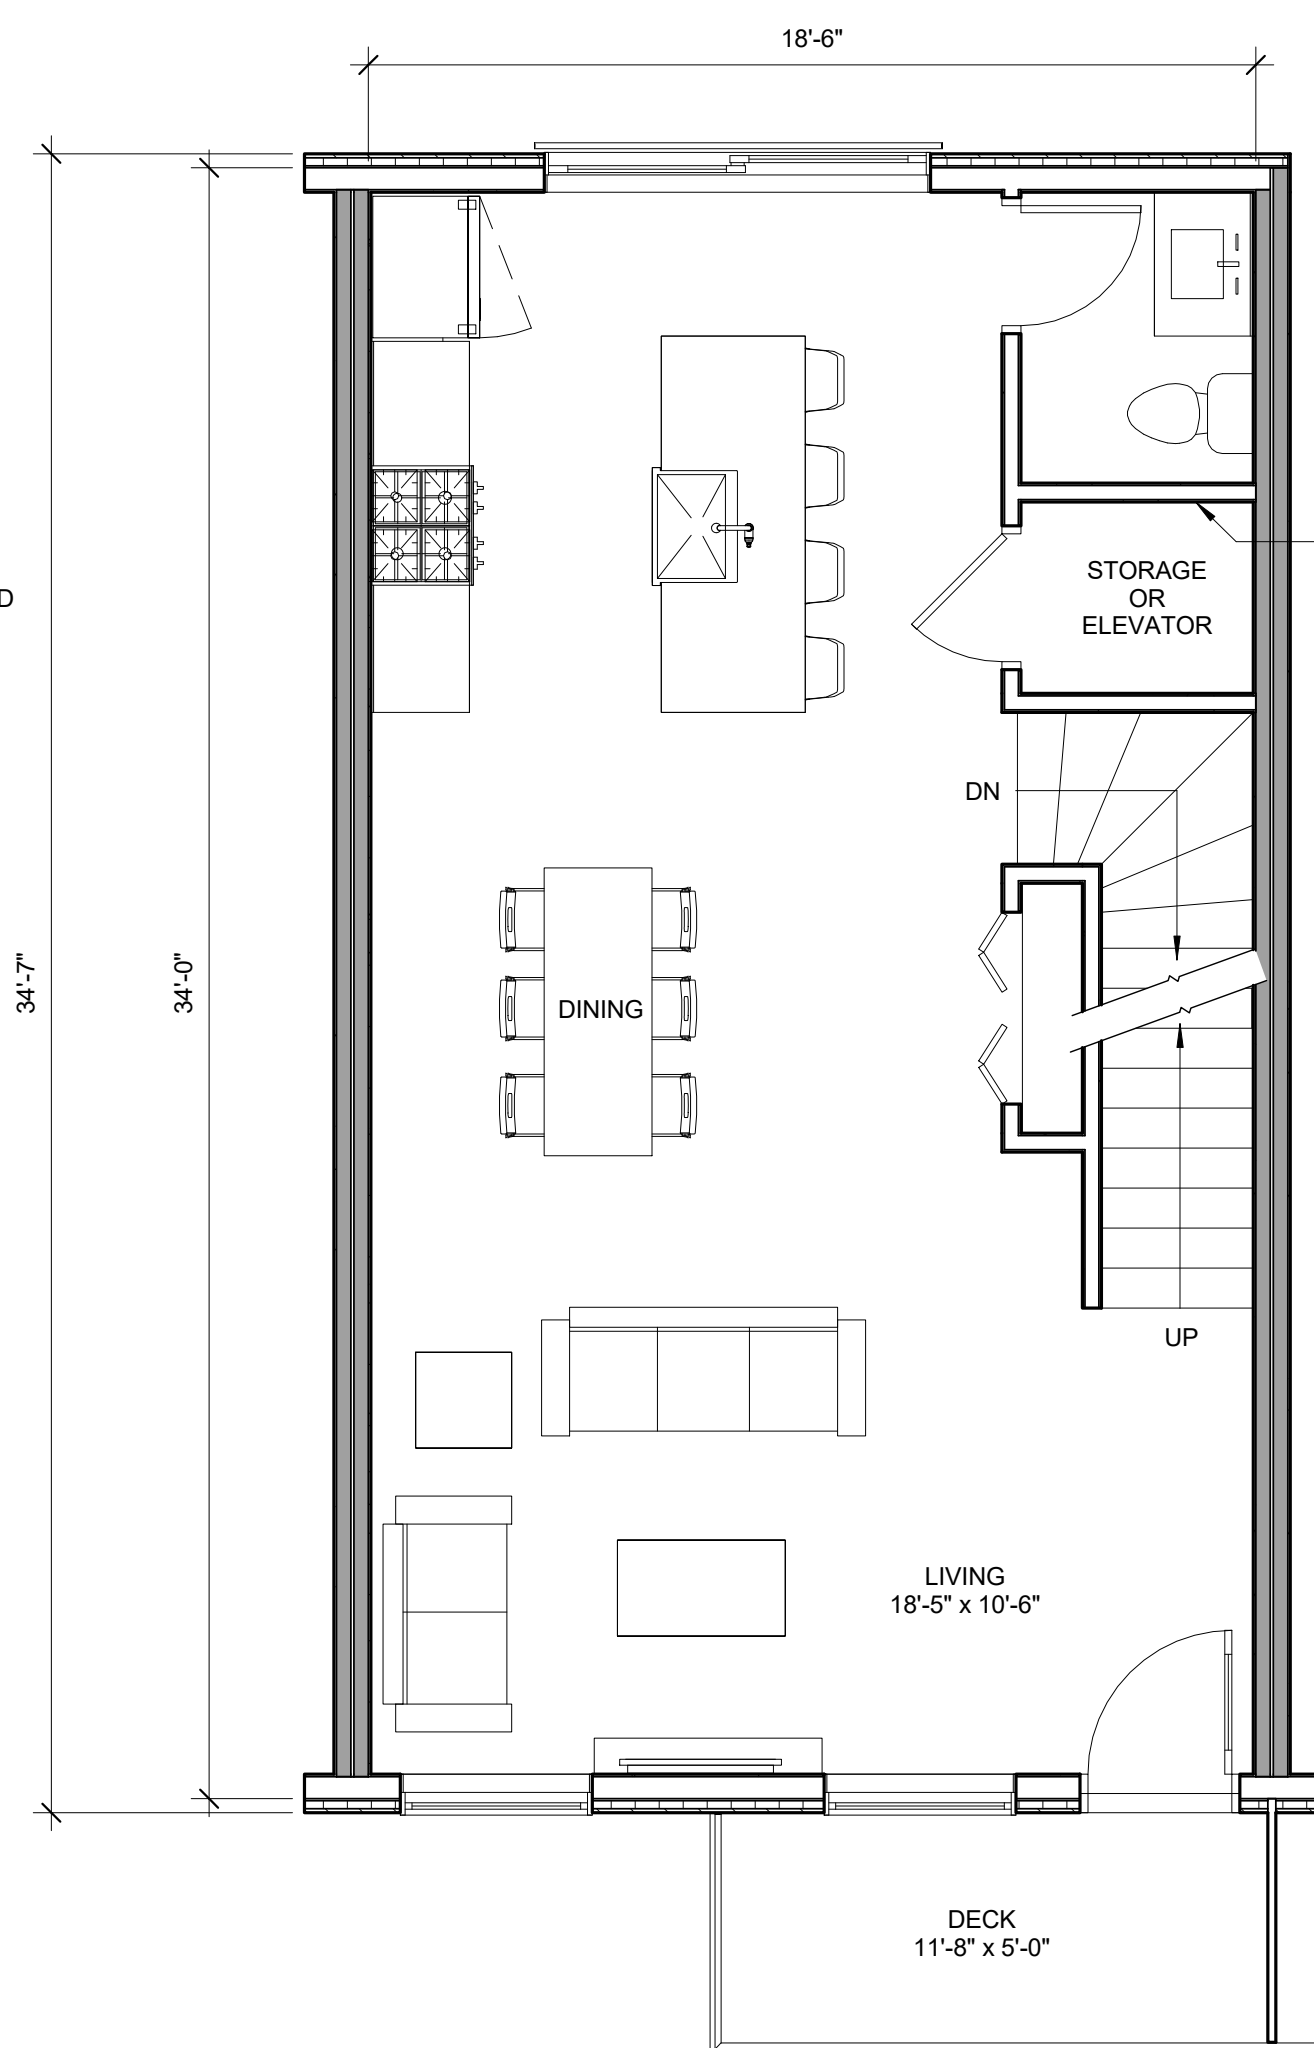 18'-6"
D
STORAGE
OR
ELEVATOR
DN
34'-7"
34'-0"
DINING
UP
LIVING
18'-5" x 10'-6"
DECK
11'-8" x 5'-0"